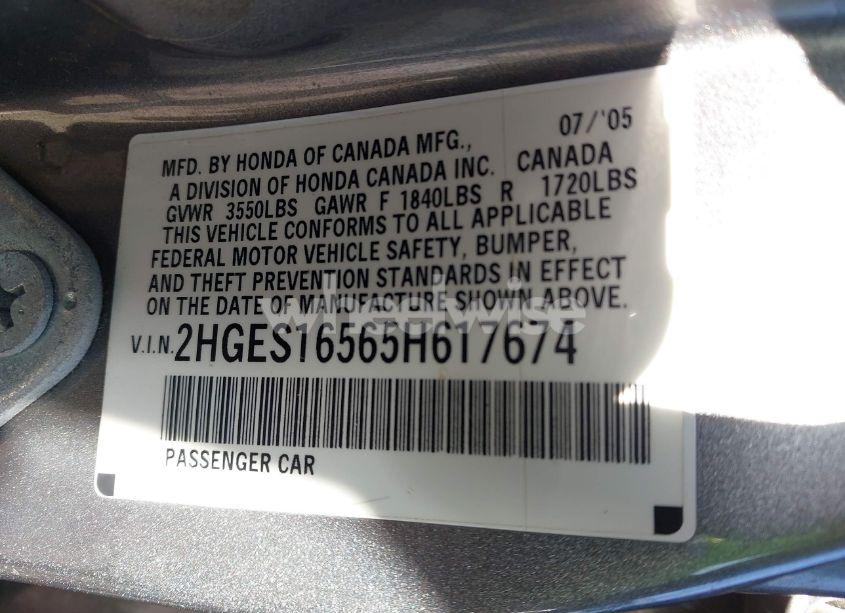 07/'05
MFD. BY HONDA OF CANADA MFG.,
A DIVISION OF HONDA CANADA INC. CANADA
GVWR 3550LBS GAWR F 1840LBS R 1720LBS
THIS VEHICLE CONFORMS TO ALL APPLICABLE
FEDERAL MOTOR VEHICLE SAFETY, BUMPER,
AND THEFT PREVENTION STANDARDS IN EFFECT
ON THE DATE OF MANUFACTURE SHOWN ABOVE.
wheelwise
V.I.N. 2HGES16565H617674
PASSENGER CAR